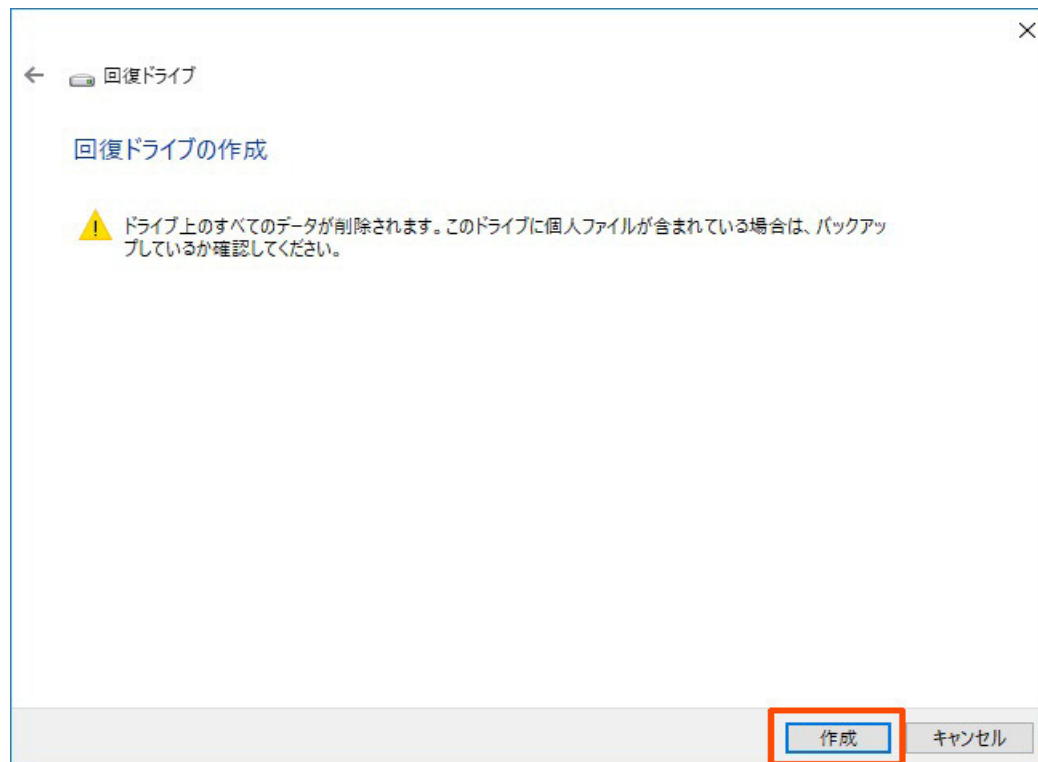 回復ドライブ
回復ドライブの作成
ドライブ上のすべてのデータが削除されます。このドライブに個人ファイルが含まれている場合は、バックアッ
プしているか確認してください。
作成 キャンセル